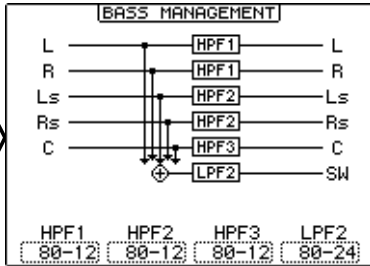 BASS MANAGEMENT
L HPF1 L
R HPF1 R
Ls HPF2 Ls
Rs HPF2 Rs
C HPF3 C
LPF2 SW
HPF1 HPF2 HPF3 LPF2
80-12 80-12 80-12 80-24